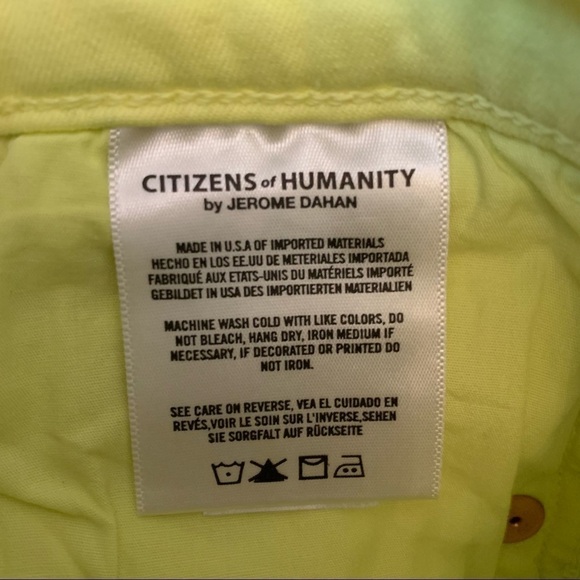 CITIZENS of HUMANITY
by JEROME DAHAN
MADE IN U.S.A OF IMPORTED MATERIALS
HECHO EN LOS EE.UU DE METERIALES IMPORTADA
FABRIQUÉ AUX ETATS-UNIS DU MATÉRIELS IMPORTÉ
GEBILDET IN USA DES IMPORTIERTEN MATERIALIEN
MACHINE WASH COLD WITH LIKE COLORS, DO
NOT BLEACH, HANG DRY, IRON MEDIUM IF
NECESSARY, IF DECORATED OR PRINTED DO
NOT IRON.
SEE CARE ON REVERSE, VEA EL CUIDADO EN
REVÉS,VOIR LE SOIN SUR L'INVERSE,SEHEN
SIE SORGFALT AUF RÜCKSEITE